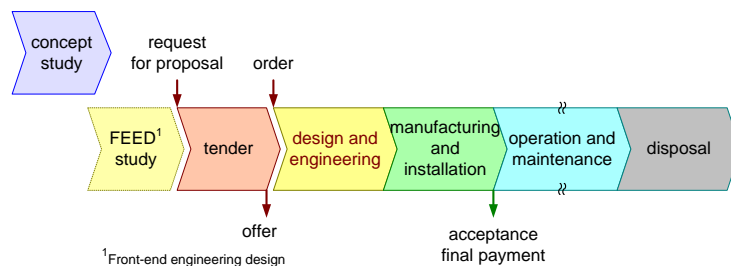 concept
study
request
for proposal
order
FEED¹
study
tender
design and
engineering
manufacturing
and
installation
operation and
maintenance
disposal
offer
acceptance
final payment
¹Front-end engineering design